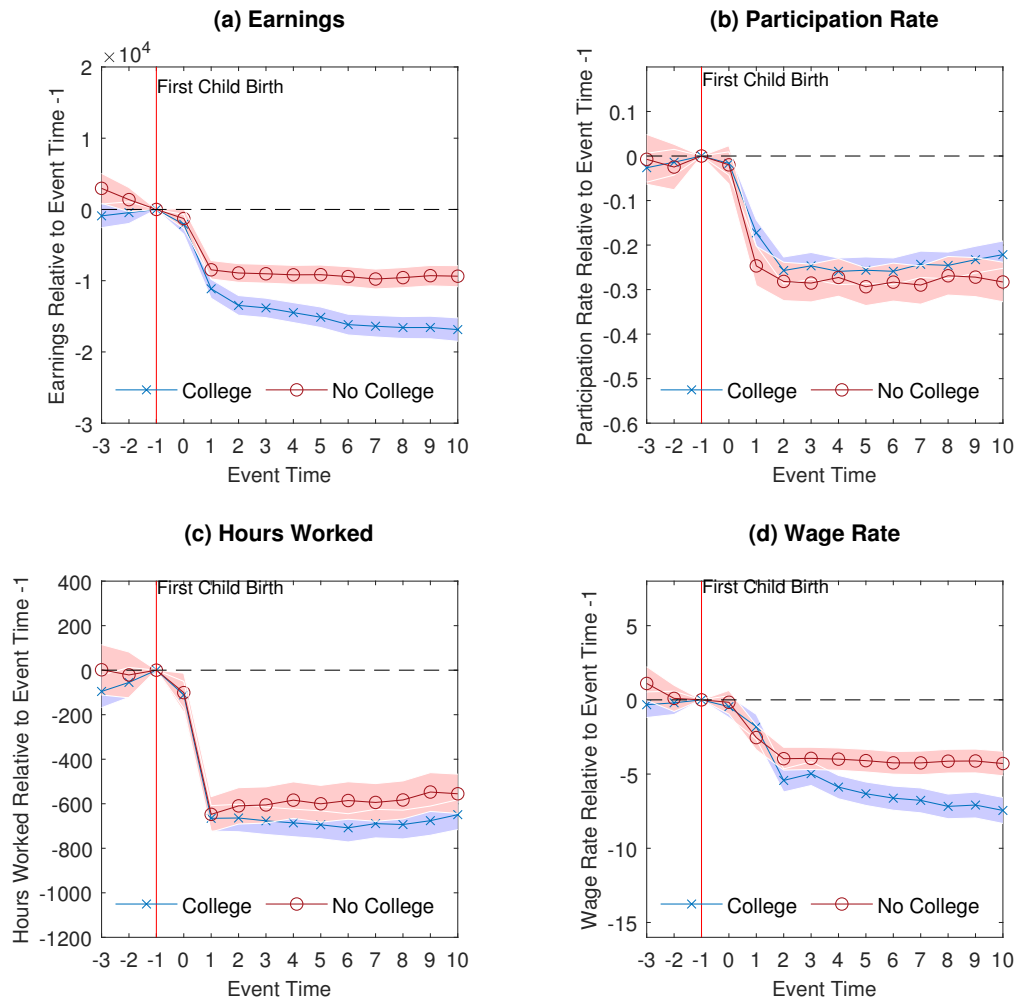 (a) Earnings
×10⁴
2
1
0
-1
-2
-3
Earnings Relative to Event Time -1
First Child Birth
College
No College
-3 -2 -1 0 1 2 3 4 5 6 7 8 9 10
Event Time
(b) Participation Rate
0.1
0
-0.1
-0.2
-0.3
-0.4
-0.5
-0.6
Participation Rate Relative to Event Time -1
First Child Birth
College
No College
-3 -2 -1 0 1 2 3 4 5 6 7 8 9 10
Event Time
(c) Hours Worked
400
200
0
-200
-400
-600
-800
-1000
-1200
Hours Worked Relative to Event Time -1
First Child Birth
College
No College
-3 -2 -1 0 1 2 3 4 5 6 7 8 9 10
Event Time
(d) Wage Rate
5
0
-5
-10
-15
Wage Rate Relative to Event Time -1
First Child Birth
College
No College
-3 -2 -1 0 1 2 3 4 5 6 7 8 9 10
Event Time